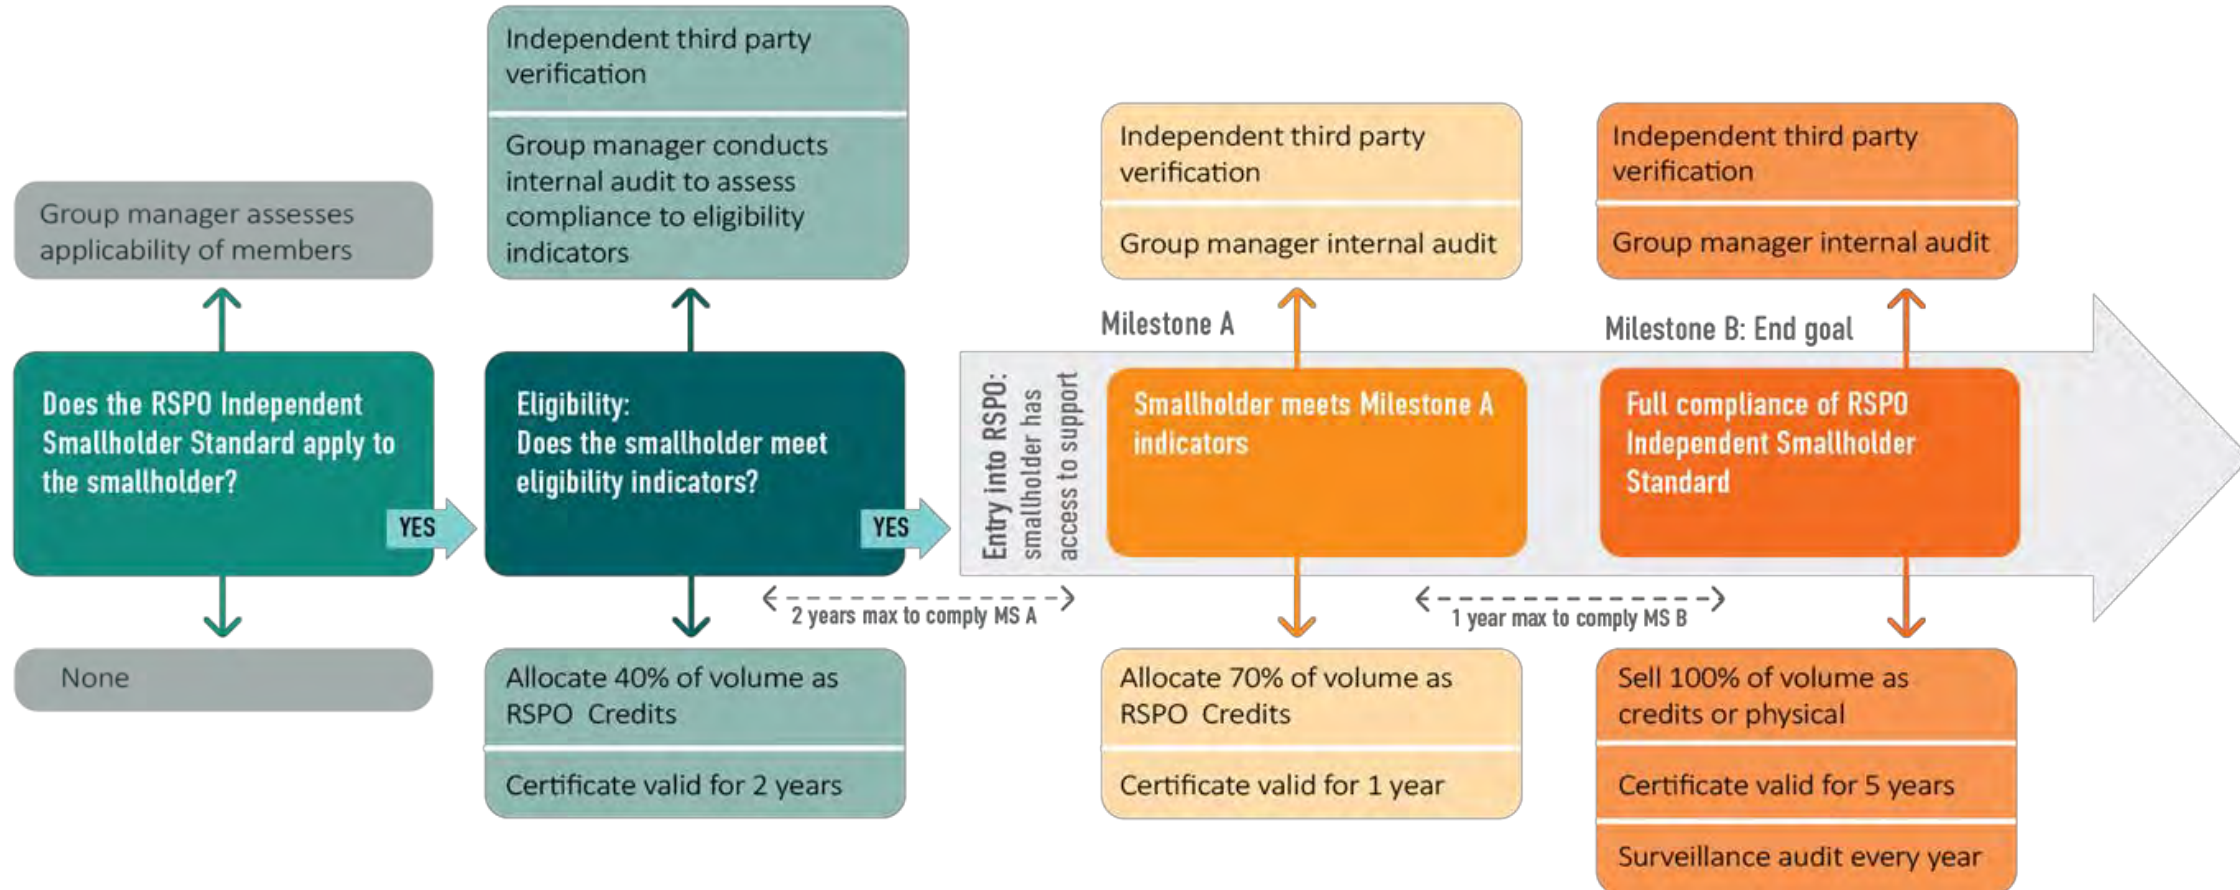 Group manager assesses
applicability of members
Does the RSPO Independent
Smallholder Standard apply to
the smallholder?
YES
None
Independent third party
verification
Group manager conducts
internal audit to assess
compliance to eligibility
indicators
Eligibility:
Does the smallholder meet
eligibility indicators?
YES
2 years max to comply MS A
Allocate 40% of volume as
RSPO Credits
Certificate valid for 2 years
Entry into RSPO:
smallholder has
access to support
Independent third party
verification
Group manager internal audit
Milestone A
Smallholder meets Milestone A
indicators
1 year max to comply MS B
Allocate 70% of volume as
RSPO Credits
Certificate valid for 1 year
Independent third party
verification
Group manager internal audit
Milestone B: End goal
Full compliance of RSPO
Independent Smallholder
Standard
Sell 100% of volume as
credits or physical
Certificate valid for 5 years
Surveillance audit every year